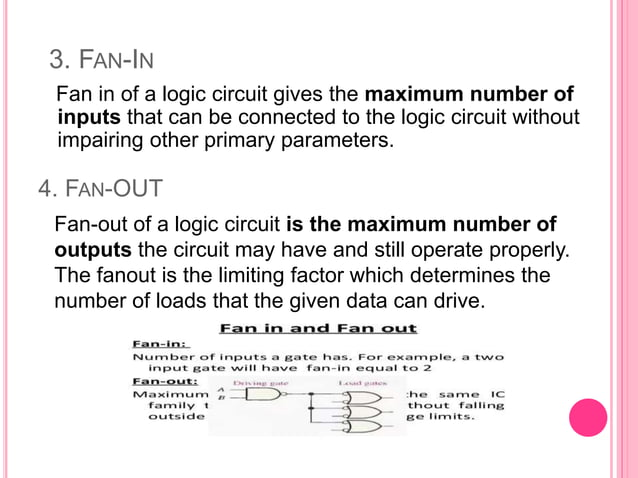 3. FAN-IN
Fan in of a logic circuit gives the maximum number of
inputs that can be connected to the logic circuit without
impairing other primary parameters.
4. FAN-OUT
Fan-out of a logic circuit is the maximum number of
outputs the circuit may have and still operate properly.
The fanout is the limiting factor which determines the
number of loads that the given data can drive.
Fan in and Fan out
Fan-in:
Number of inputs a gate has. For example, a two
input gate will have fan-in equal to 2
Fan-out:
Driving gate Load gates
A
B
Maximum the same IC
family thout falling
outside ge limits.